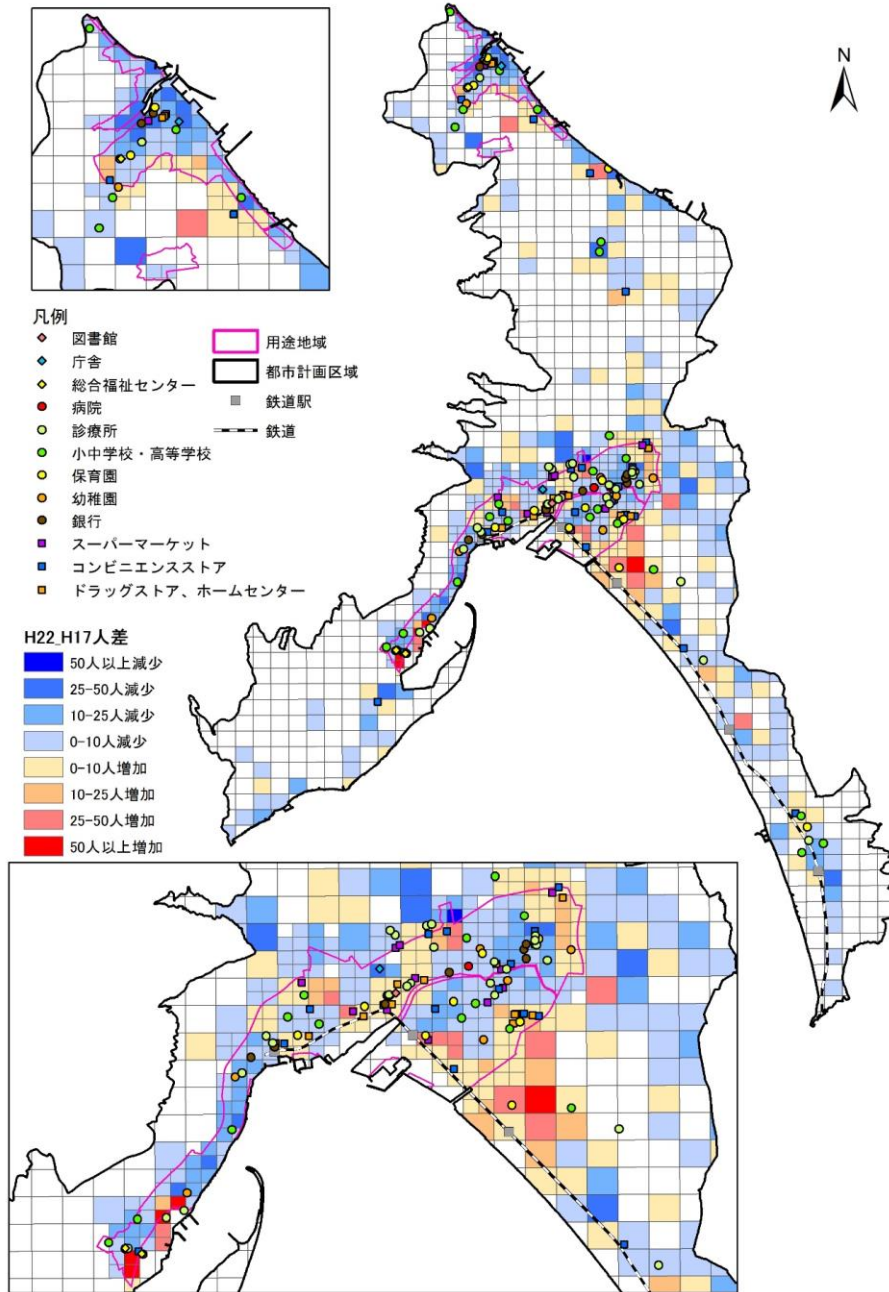 N
凡例
図書館
庁舎
総合福祉センター
病院
診療所
小中学校・高等学校
保育園
幼稚園
銀行
スーパーマーケット
コンビニエンスストア
ドラッグストア、ホームセンター
用途地域
都市計画区域
鉄道駅
鉄道
H22_H17人差
50人以上減少
25-50人減少
10-25人減少
0-10人減少
0-10人増加
10-25人増加
25-50人増加
50人以上増加